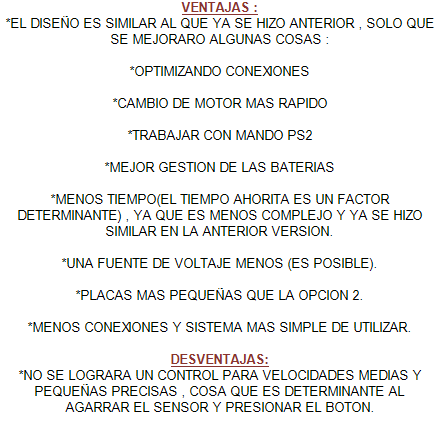 VENTAJAS :
*EL DISEÑO ES SIMILAR AL QUE YA SE HIZO ANTERIOR , SOLO QUE
SE MEJORARO ALGUNAS COSAS :
*OPTIMIZANDO CONEXIONES
*CAMBIO DE MOTOR MAS RAPIDO
*TRABAJAR CON MANDO PS2
*MEJOR GESTION DE LAS BATERIAS
*MENOS TIEMPO(EL TIEMPO AHORITA ES UN FACTOR
DETERMINANTE) , YA QUE ES MENOS COMPLEJO Y YA SE HIZO
SIMILAR EN LA ANTERIOR VERSION.
*UNA FUENTE DE VOLTAJE MENOS (ES POSIBLE).
*PLACAS MAS PEQUEÑAS QUE LA OPCION 2.
*MENOS CONEXIONES Y SISTEMA MAS SIMPLE DE UTILIZAR.
DESVENTAJAS:
*NO SE LOGRARA UN CONTROL PARA VELOCIDADES MEDIAS Y
PEQUEÑAS PRECISAS , COSA QUE ES DETERMINANTE AL
AGARRAR EL SENSOR Y PRESIONAR EL BOTON.